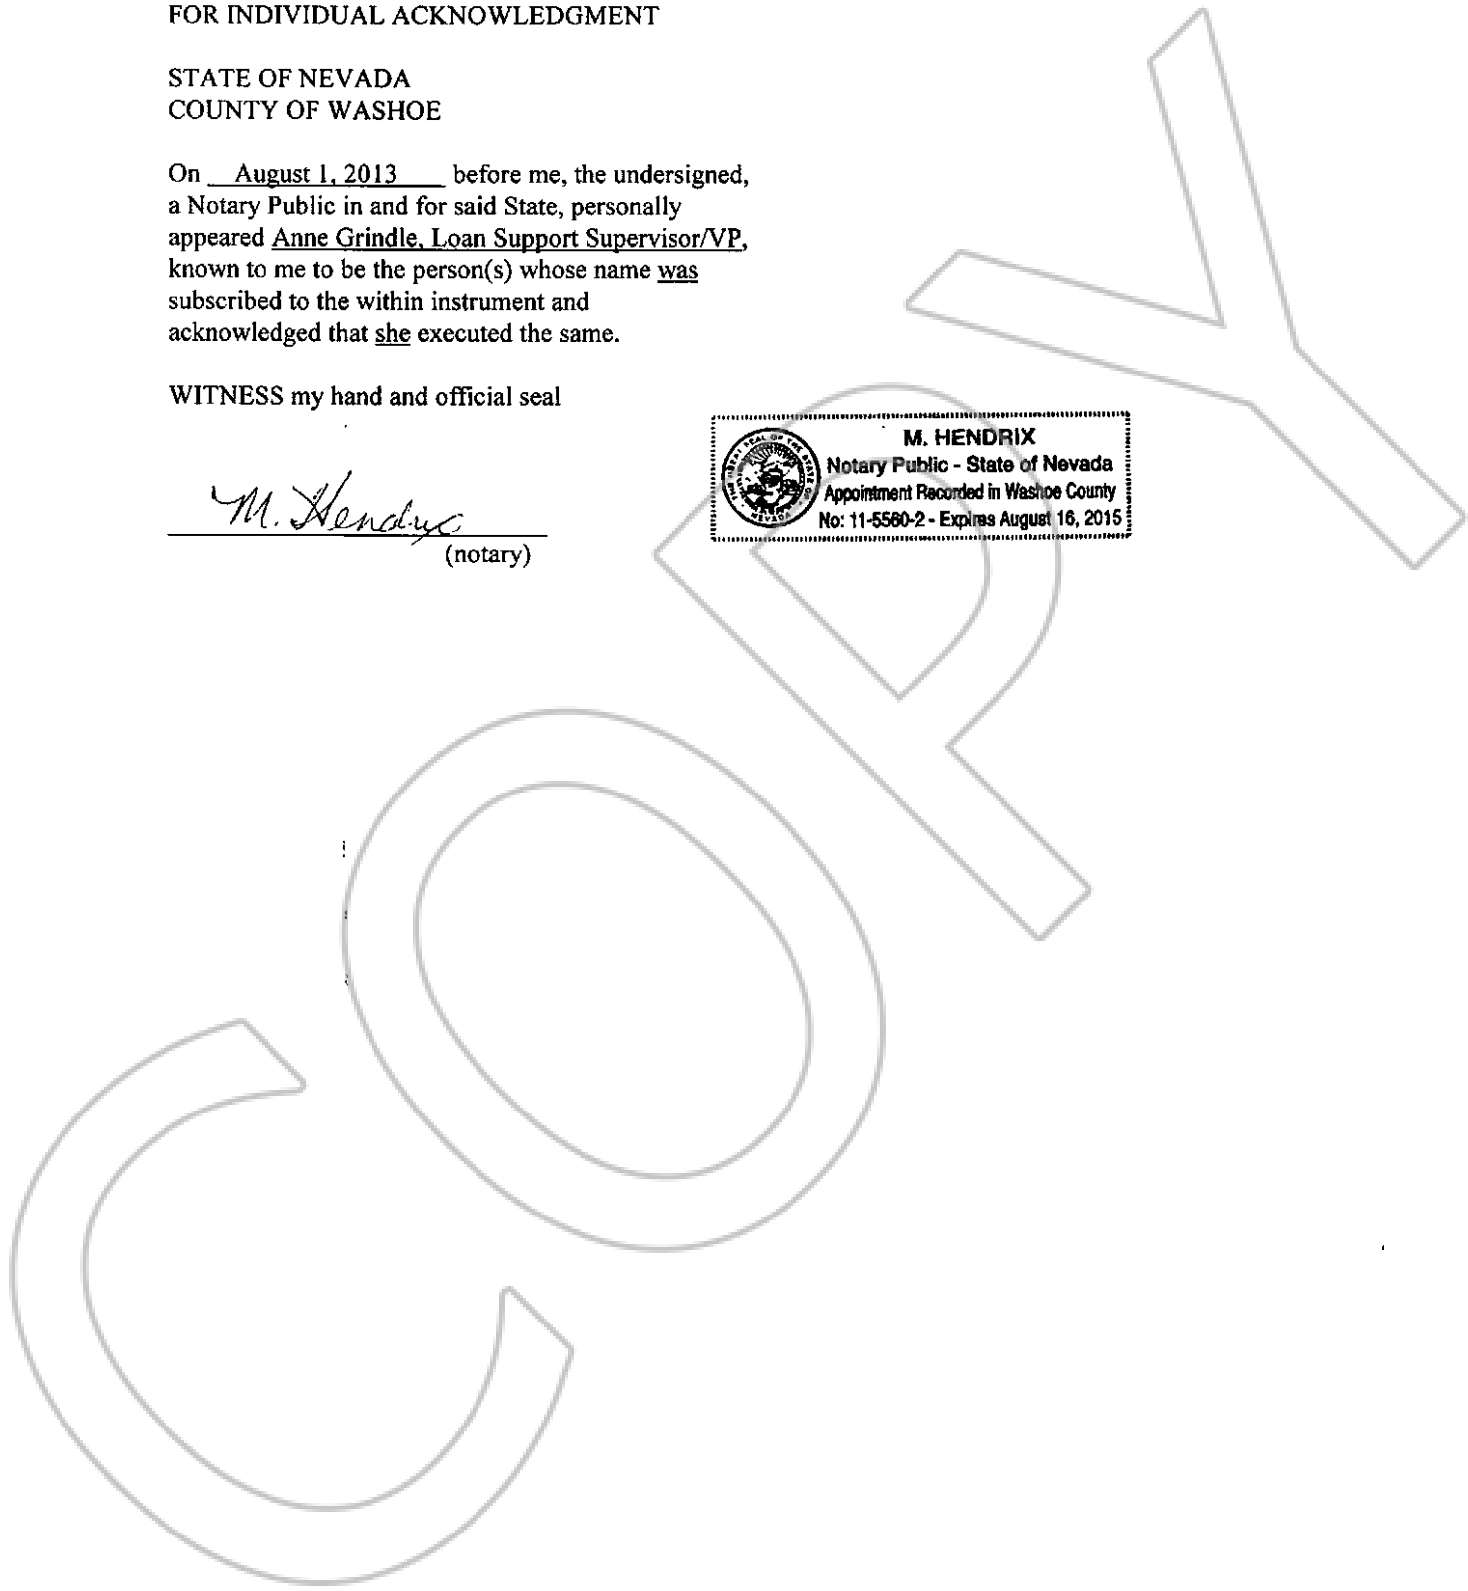 FOR INDIVIDUAL ACKNOWLEDGMENT
STATE OF NEVADA
COUNTY OF WASHOE
On August 1, 2013 before me, the undersigned,
a Notary Public in and for said State, personally
appeared Anne Grindle, Loan Support Supervisor/VP,
known to me to be the person(s) whose name was
subscribed to the within instrument and
acknowledged that she executed the same.
WITNESS my hand and official seal
M. Hendrix
(notary)
M. HENDRIX
Notary Public - State of Nevada
Appointment Recorded in Washoe County
No: 11-5560-2 - Expires August 16, 2015
COPY